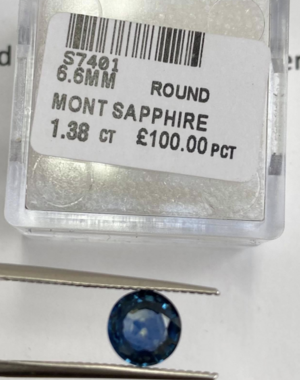 S7401
6.6MM ROUND
MONT SAPPHIRE
1.38 CT £100.00 PCT